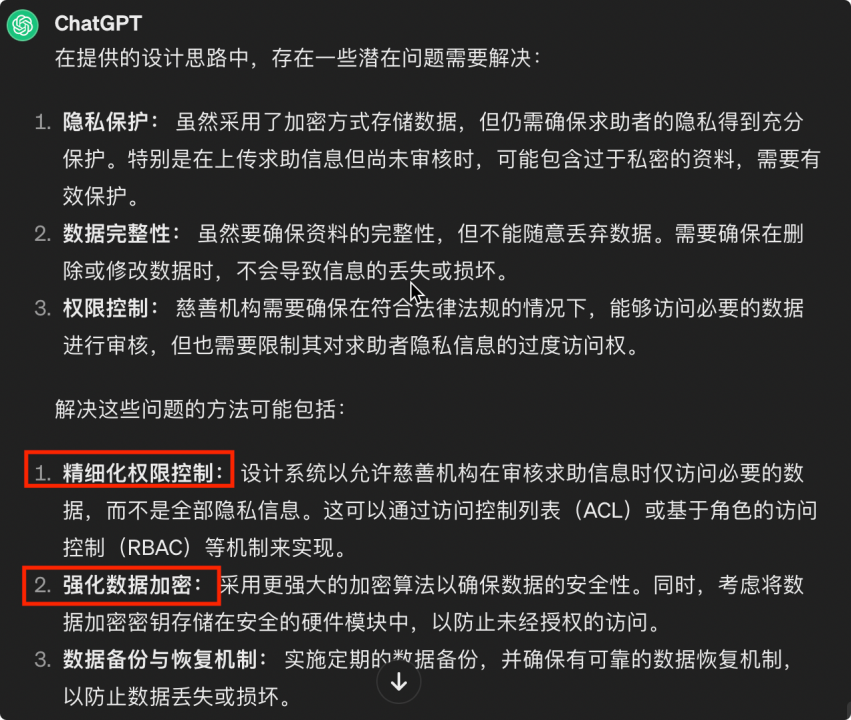 ChatGPT
在提供的设计思路中，存在一些潜在问题需要解决：
1. 隐私保护： 虽然采用了加密方式存储数据，但仍需确保求助者的隐私得到充分
保护。特别是在上传求助信息但尚未审核时，可能包含过于私密的资料，需要有
效保护。
2. 数据完整性： 虽然要确保资料的完整性，但不能随意丢弃数据。需要确保在删
除或修改数据时，不会导致信息的丢失或损坏。
3. 权限控制： 慈善机构需要确保在符合法律法规的情况下，能够访问必要的数据
进行审核，但也需要限制其对求助者隐私信息的过度访问权。
解决这些问题的方法可能包括：
1. 精细化权限控制： 设计系统以允许慈善机构在审核求助信息时仅访问必要的数
据，而不是全部隐私信息。这可以通过访问控制列表（ACL）或基于角色的访问
控制（RBAC）等机制来实现。
2. 强化数据加密： 采用更强大的加密算法以确保数据的安全性。同时，考虑将数
据加密密钥存储在安全的硬件模块中，以防止未经授权的访问。
3. 数据备份与恢复机制： 实施定期的数据备份，并确保有可靠的数据恢复机制，
以防止数据丢失或损坏。